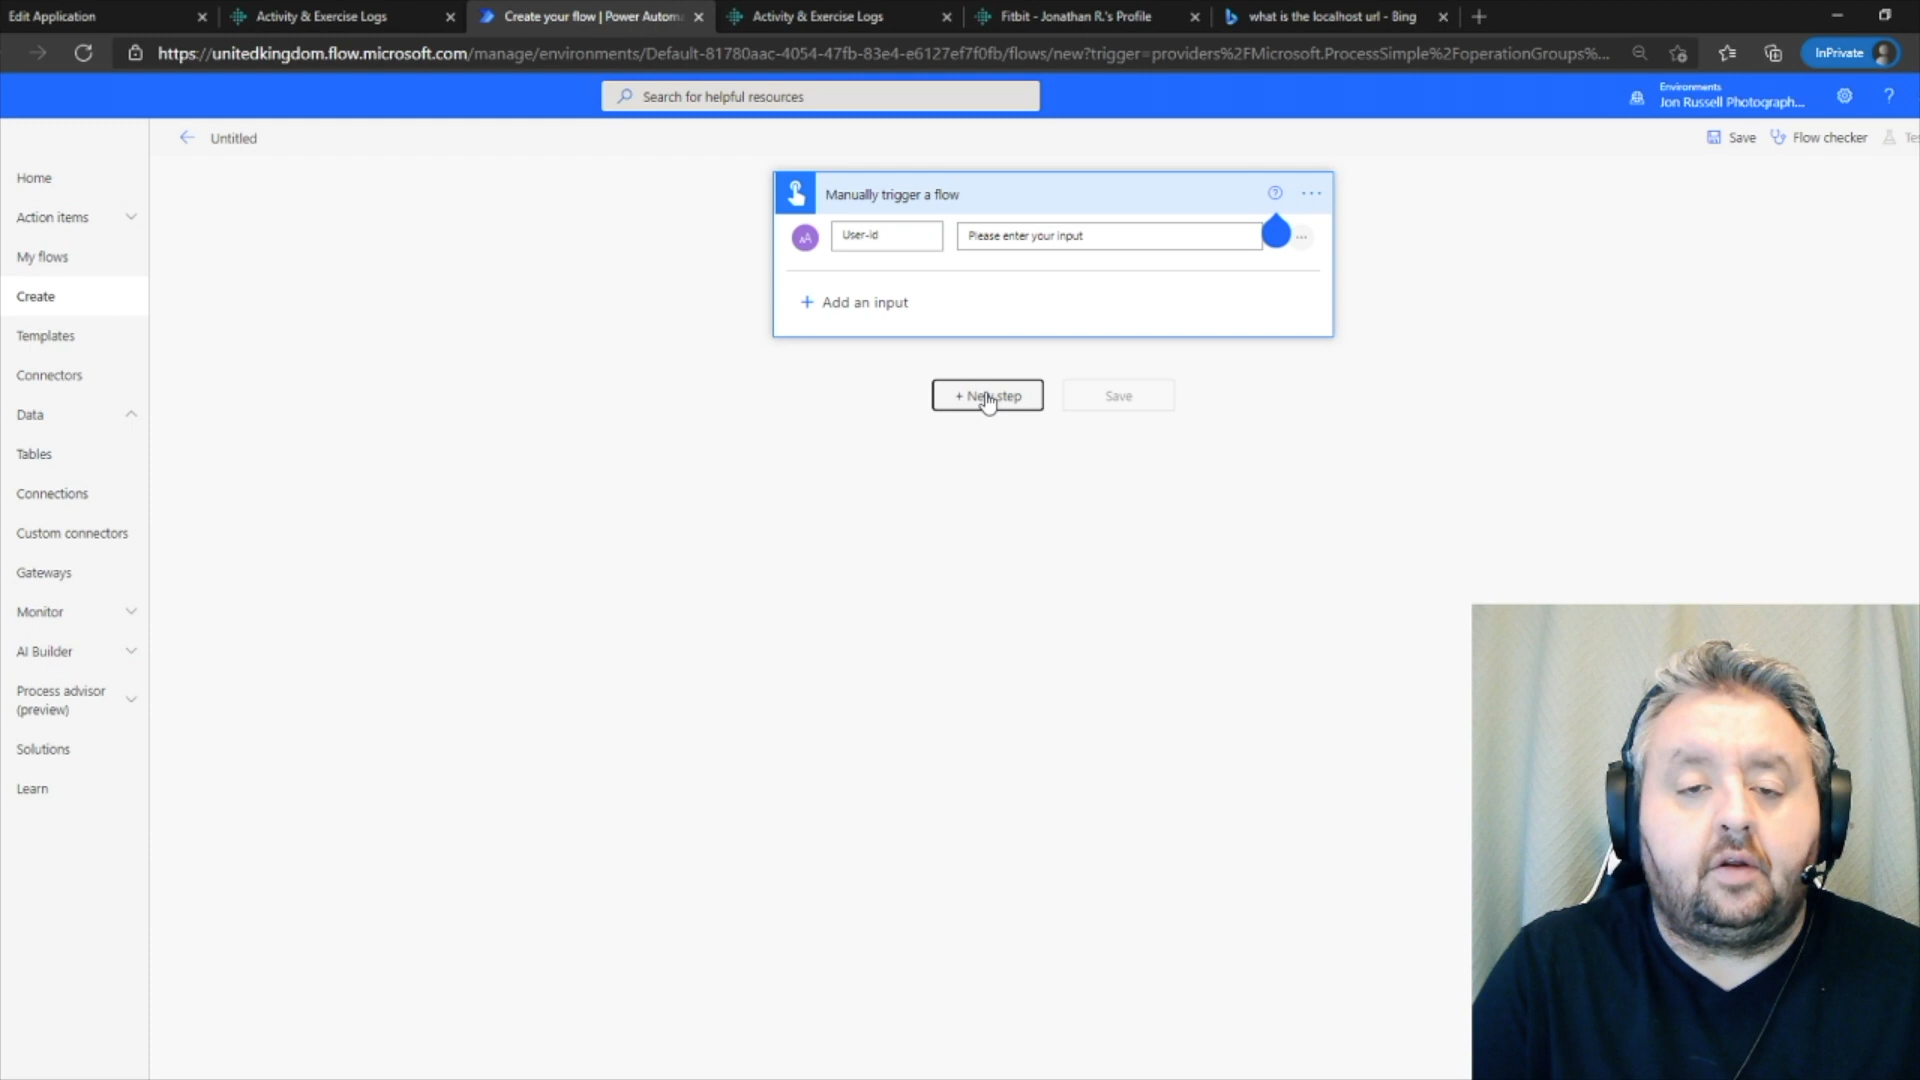 Edit Application
Activity & Exercise Logs
Create your flow | Power Autom
Activity & Exercise Logs
Fitbit - Jonathan R.'s Profile
what is the localhost url - Bing
https://unitedkingdom.flow.microsoft.com/manage/environments/Default-81780aac-4054-47fb-83e4-e6127ef7f0fb/flows/new?trigger=providers%2FMicrosoft.ProcessSimple%2FoperationGroups%...
InPrivate
Search for helpful resources
Environments
Jon Russell Photograph...
?
Untitled
Save
Flow checker
Tes
Home
Action items
My flows
Create
Templates
Connectors
Data
Tables
Connections
Custom connectors
Gateways
Monitor
AI Builder
Process advisor
(preview)
Solutions
Learn
Manually trigger a flow
?
...
AA
User-id
Please enter your input
...
+ Add an input
+ New step
Save